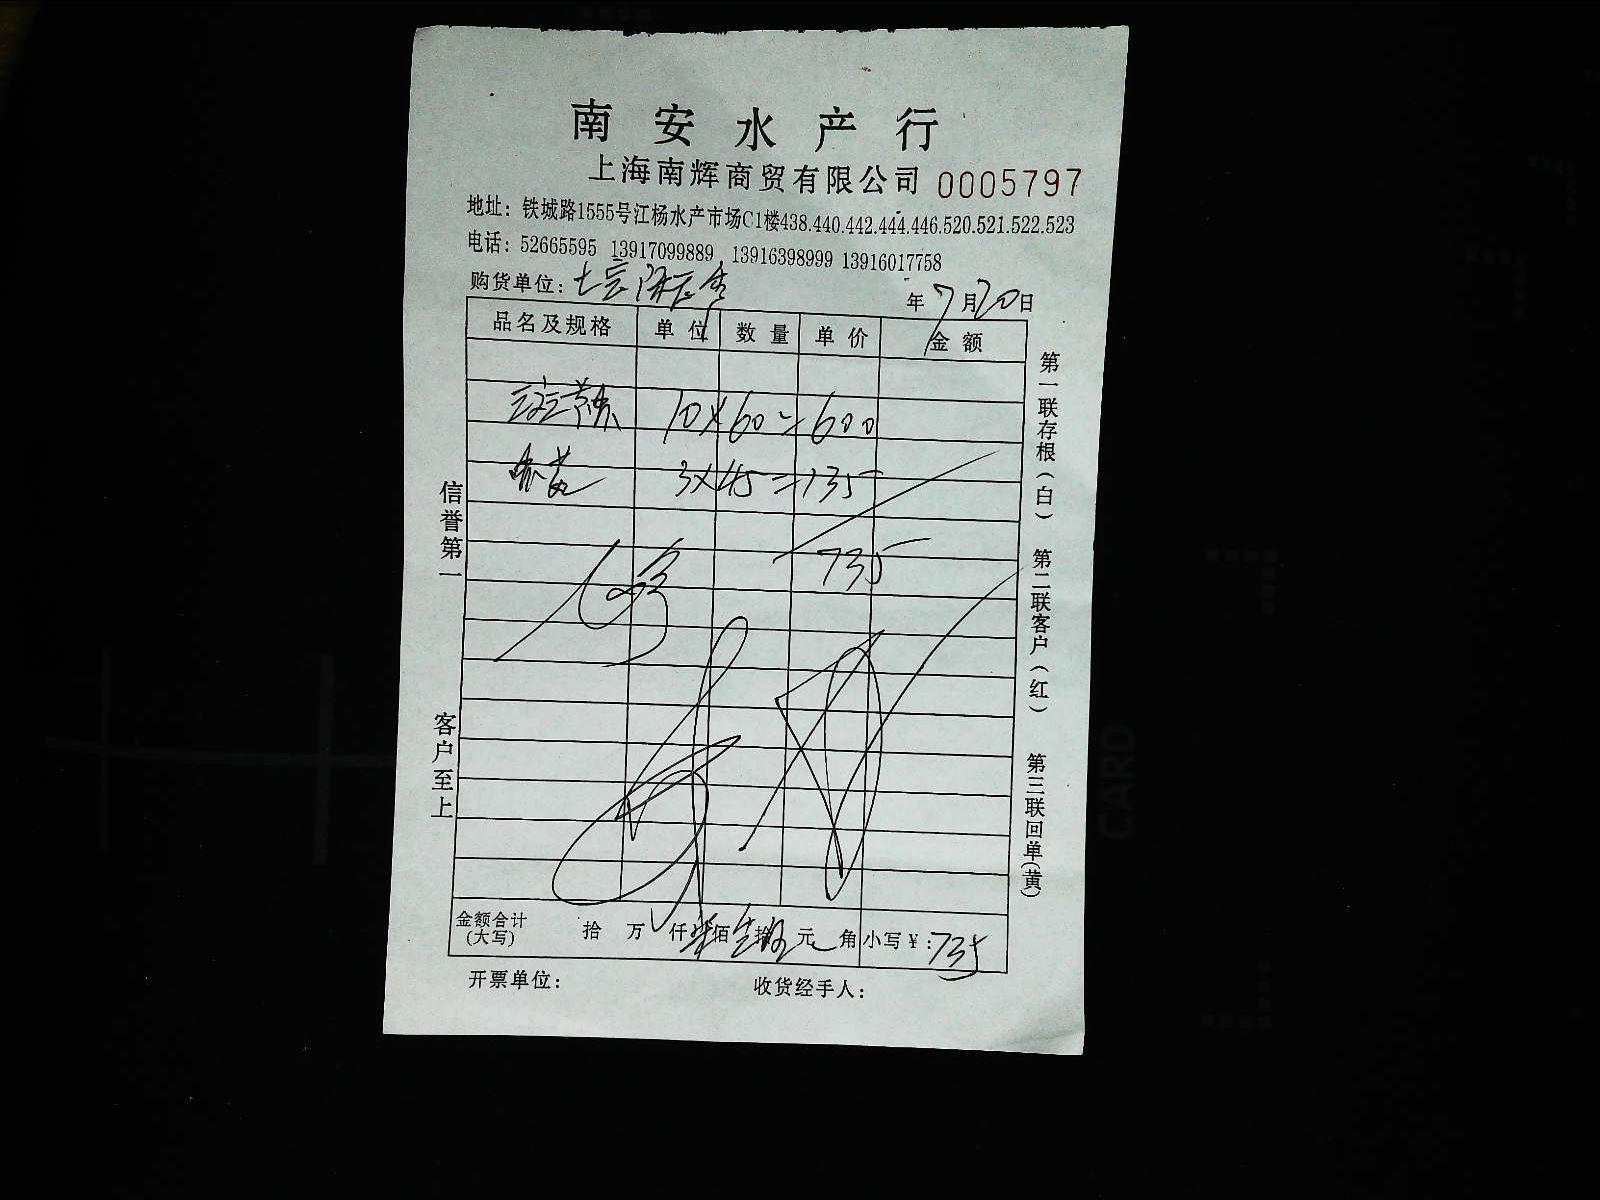 南安水产行
上海南辉商贸有限公司 0005797
地址：铁城路1555号江杨水产市场C1楼438.440.442.444.446.520.521.522.523
电话：52665595 13917099889 13916398999 13916017758
购货单位：
年7月20日
品名及规格 单位 数量 单价 金额
10×60=600
3×45=135
735
金额合计(大写) 拾 万 仟 柒佰 叁拾 伍元 角 小写￥:735
开票单位： 收货经手人：
信誉第一 客户至上
第一联存根(白) 第二联客户(红) 第三联回单(黄)